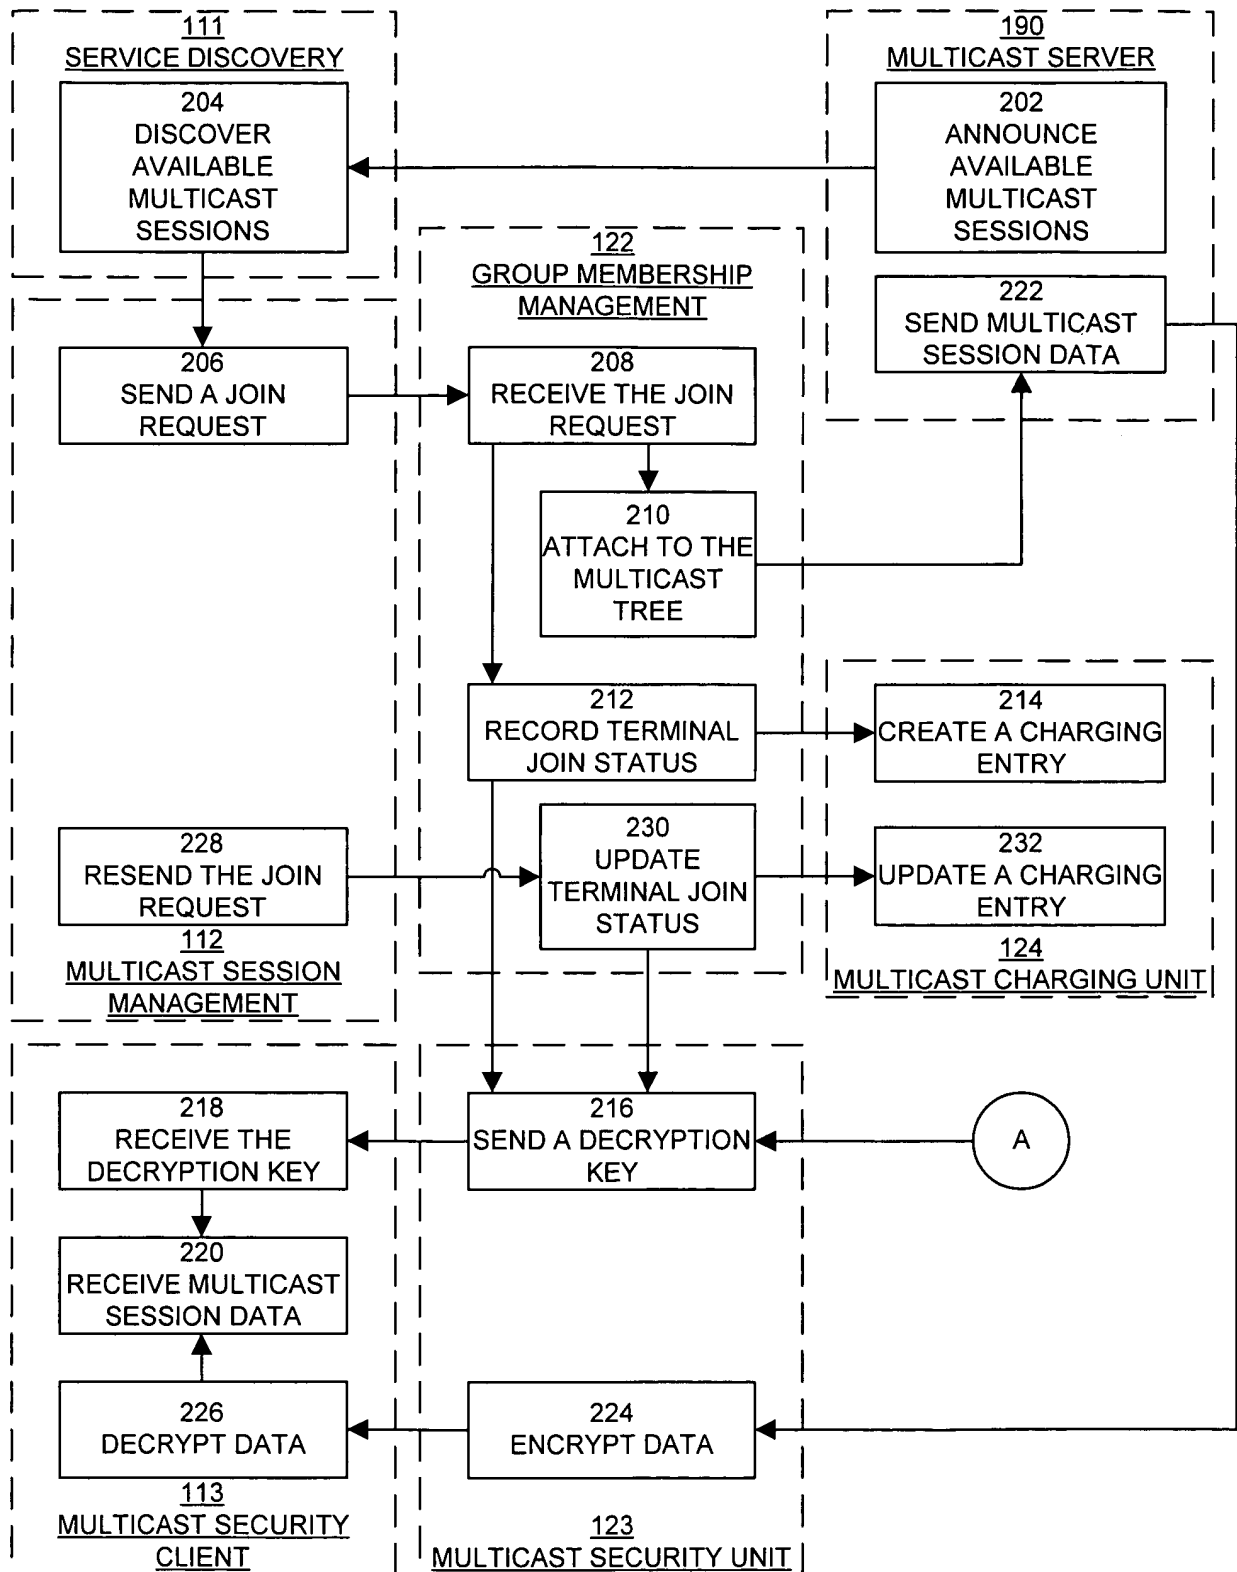 111
SERVICE DISCOVERY
204
DISCOVER
AVAILABLE
MULTICAST
SESSIONS
190
MULTICAST SERVER
202
ANNOUNCE
AVAILABLE
MULTICAST
SESSIONS
122
GROUP MEMBERSHIP
MANAGEMENT
222
SEND MULTICAST
SESSION DATA
206
SEND A JOIN
REQUEST
208
RECEIVE THE JOIN
REQUEST
210
ATTACH TO THE
MULTICAST
TREE
212
RECORD TERMINAL
JOIN STATUS
214
CREATE A CHARGING
ENTRY
228
RESEND THE JOIN
REQUEST
230
UPDATE
TERMINAL JOIN
STATUS
232
UPDATE A CHARGING
ENTRY
112
MULTICAST SESSION
MANAGEMENT
124
MULTICAST CHARGING UNIT
218
RECEIVE THE
DECRYPTION KEY
216
SEND A DECRYPTION
KEY
A
220
RECEIVE MULTICAST
SESSION DATA
226
DECRYPT DATA
224
ENCRYPT DATA
113
MULTICAST SECURITY
CLIENT
123
MULTICAST SECURITY UNIT